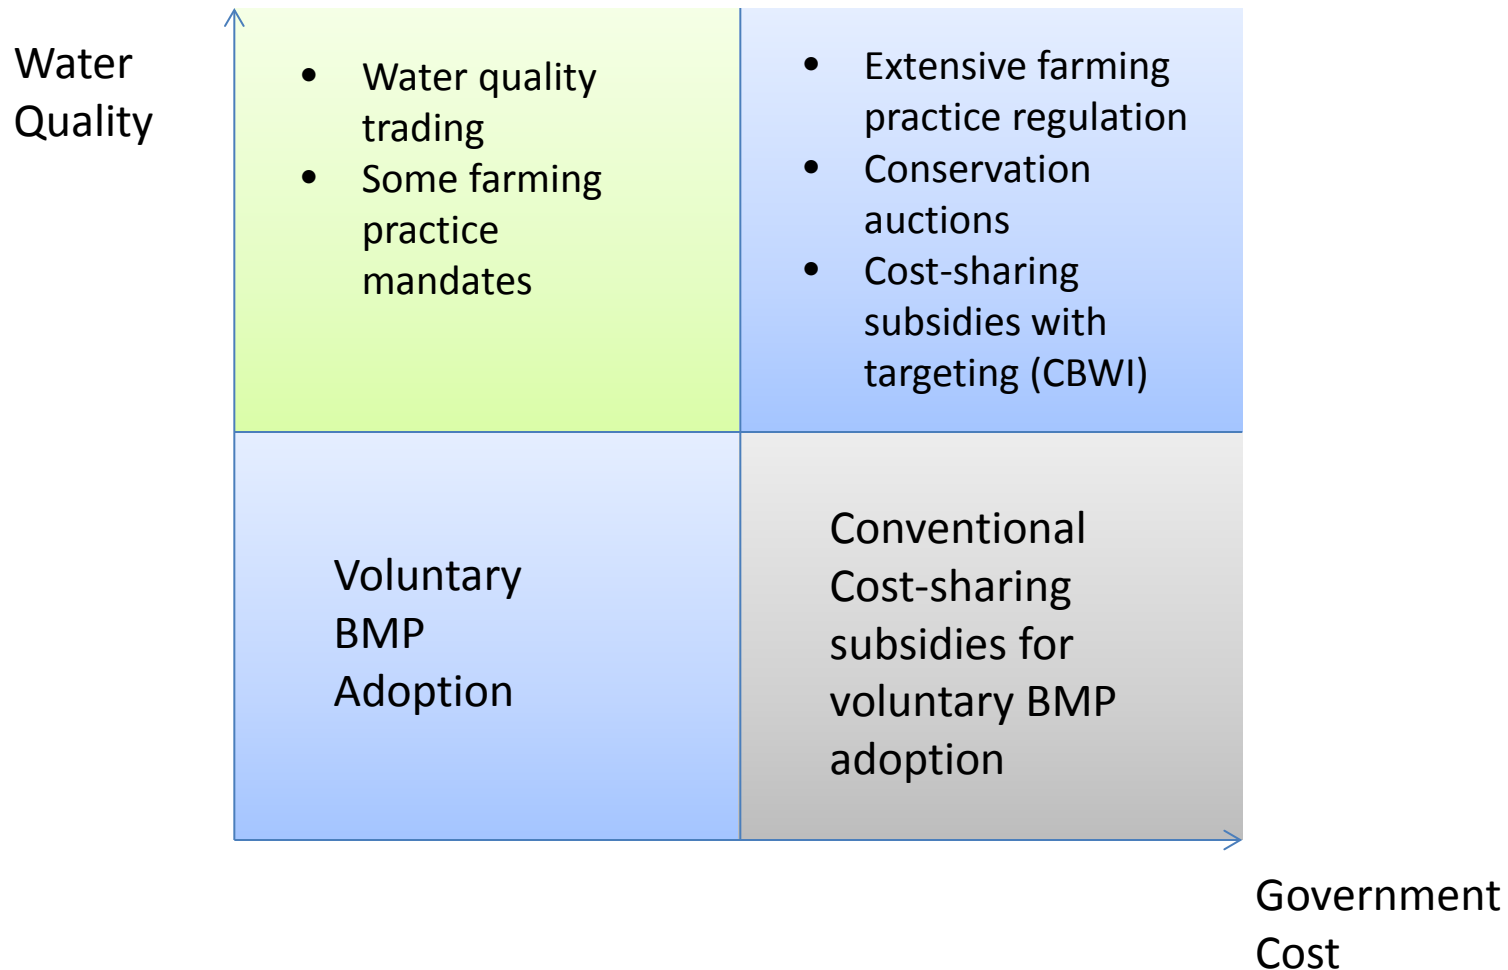 Water
Quality
• Water quality
trading
• Some farming
practice
mandates
• Extensive farming
practice regulation
• Conservation
auctions
• Cost-sharing
subsidies with
targeting (CBWI)
Voluntary
BMP
Adoption
Conventional
Cost-sharing
subsidies for
voluntary BMP
adoption
Government
Cost